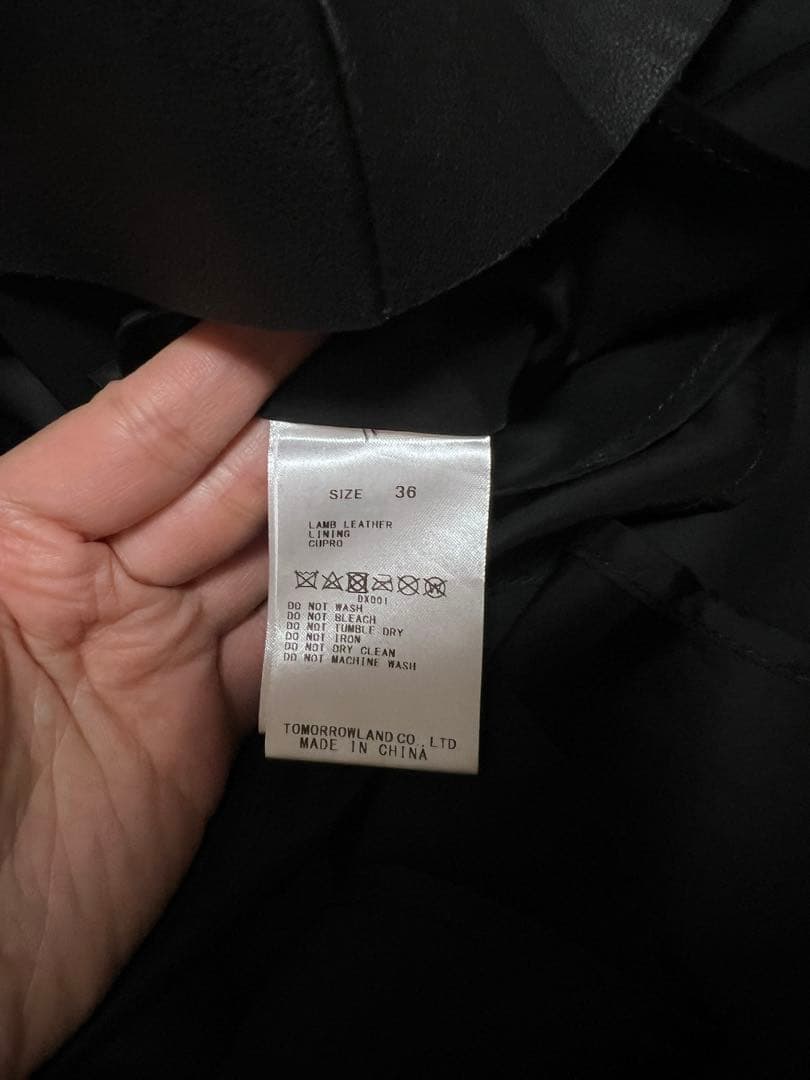 SIZE 36
LAMB LEATHER
LINING
CUPRO
DX001
DO NOT WASH
DO NOT BLEACH
DO NOT TUMBLE DRY
DO NOT IRON
DO NOT DRY CLEAN
DO NOT MACHINE WASH
TOMORROWLAND CO., LTD
MADE IN CHINA